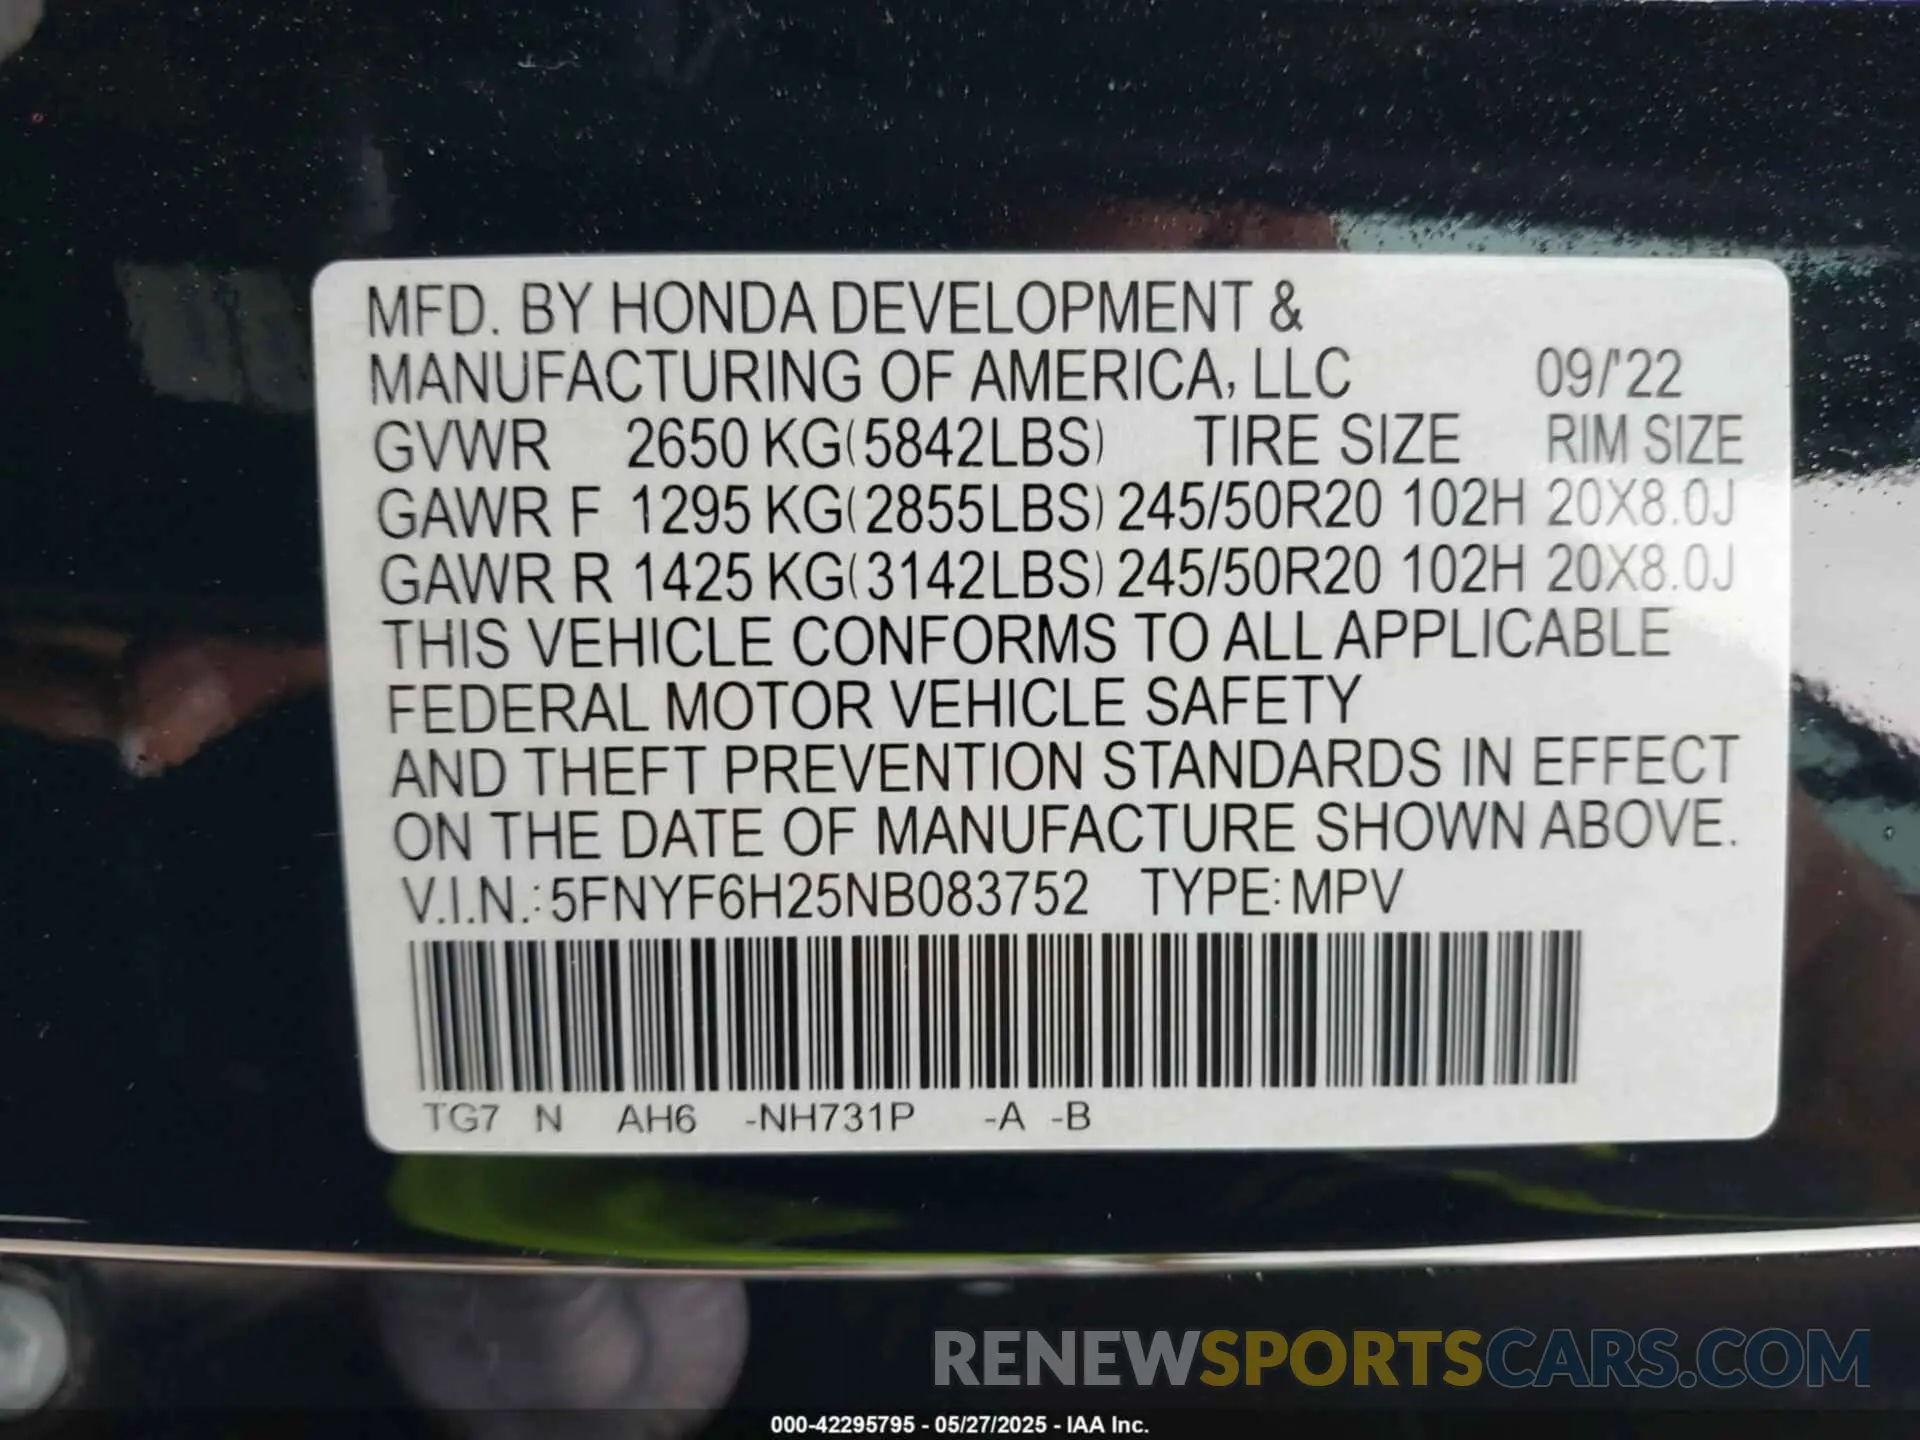 MFD. BY HONDA DEVELOPMENT &
MANUFACTURING OF AMERICA, LLC 09/'22
GVWR 2650 KG(5842LBS) TIRE SIZE RIM SIZE
GAWR F 1295 KG(2855LBS) 245/50R20 102H 20X8.0J
GAWR R 1425 KG(3142LBS) 245/50R20 102H 20X8.0J
THIS VEHICLE CONFORMS TO ALL APPLICABLE
FEDERAL MOTOR VEHICLE SAFETY
AND THEFT PREVENTION STANDARDS IN EFFECT
ON THE DATE OF MANUFACTURE SHOWN ABOVE.
V.I.N.: 5FNYF6H25NB083752 TYPE: MPV
TG7 N AH6 -NH731P -A -B
RENEWSPORTSCARS.COM
000-42295795 - 05/27/2025 - IAA Inc.